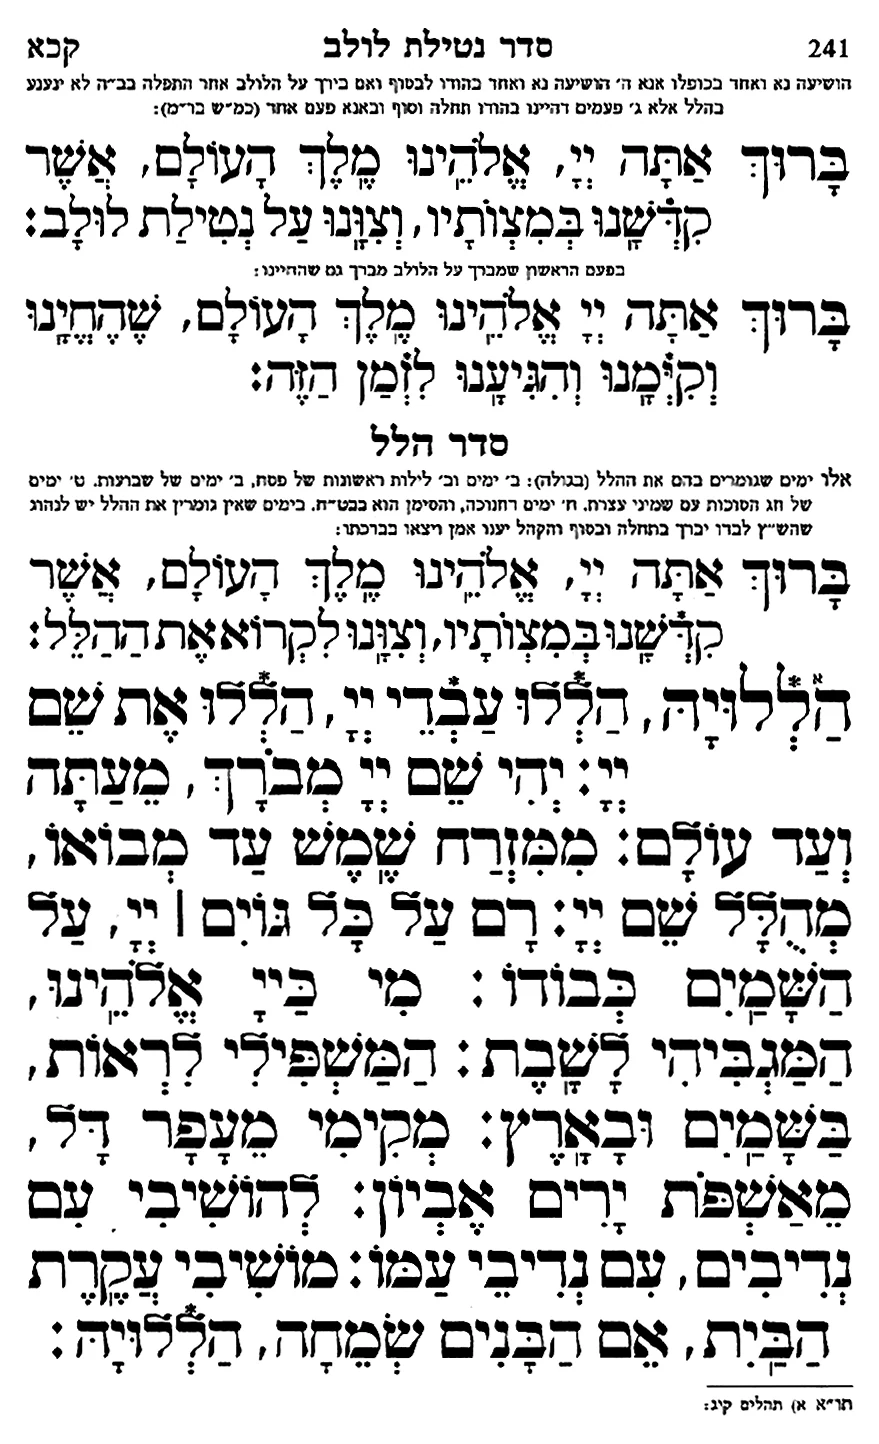 241 סדר נטילת לולב קכא
הושיעה נא ואחד בכופלו אנא ה׳ הושיעה נא ואחד בהודו לבסוף ואם בירך על הלולב אחר התפלה בב״ה לא ינענע
בהלל אלא ג׳ פעמים דהיינו בהודו תחלה וסוף ובאנא פעם אחד (כמ״ש בר״מ):
בָּרוּךְ אַתָּה יְיָ, אֱלֹהֵינוּ מֶלֶךְ הָעוֹלָם, אֲשֶׁר
קִדְּשָׁנוּ בְּמִצְוֹתָיו, וְצִוָּנוּ עַל נְטִילַת לוּלָב:
בפעם הראשון שמברך על הלולב מברך גם שהחיינו:
בָּרוּךְ אַתָּה יְיָ אֱלֹהֵינוּ מֶלֶךְ הָעוֹלָם, שֶׁהֶחֱיָנוּ
וְקִיְּמָנוּ וְהִגִּיעָנוּ לִזְמַן הַזֶּה:
סדר הלל
אלו ימים שגומרים בהם את ההלל (בגולה): ב׳ ימים וב׳ לילות ראשונות של פסח, ב׳ ימים של שבועות. ט׳ ימים
של חג הסוכות עם שמיני עצרת. ח׳ ימים דחנוכה, והסימן הוא בבט״ח. בימים שאין גומרין את ההלל יש לנהוג
שהש״ץ לבדו יברך בתחלה ובסוף והקהל יענו אמן ויצאו בברכתו:
בָּרוּךְ אַתָּה יְיָ, אֱלֹהֵינוּ מֶלֶךְ הָעוֹלָם, אֲשֶׁר
קִדְּשָׁנוּ בְּמִצְוֹתָיו, וְצִוָּנוּ לִקְרוֹא אֶת הַהַלֵּל:
א הַ*לְלוּיָהּ, הַ*לְלוּ עַ*בְדֵי יְיָ, הַ*לְלוּ אֶת שֵׁם
יְיָ: יְהִי שֵׁם יְיָ מְבֹרָךְ, מֵעַתָּה
וְעַד עוֹלָם: מִמִּזְרַח שֶׁמֶשׁ עַד מְבוֹאוֹ,
מְהֻלָּל שֵׁם יְיָ: רָם עַל כָּל גּוֹיִם | יְיָ, עַל
הַשָּׁמַיִם כְּבוֹדוֹ: מִי כַּייָ אֱלֹהֵינוּ,
הַמַּגְבִּיהִי לָשָׁבֶת: הַמַּשְׁפִּילִי לִרְאוֹת,
בַּשָּׁמַיִם וּבָאָרֶץ: מְקִימִי מֵעָפָר דָּל,
מֵאַשְׁפֹּת יָרִים אֶבְיוֹן: לְהוֹשִׁיבִי עִם
נְדִיבִים, עִם נְדִיבֵי עַמּוֹ: מוֹשִׁיבִי עֲקֶרֶת
הַבַּיִת, אֵם הַבָּנִים שְׂמֵחָה, הַ*לְלוּיָהּ:
תו״א א) תהלים קיג: